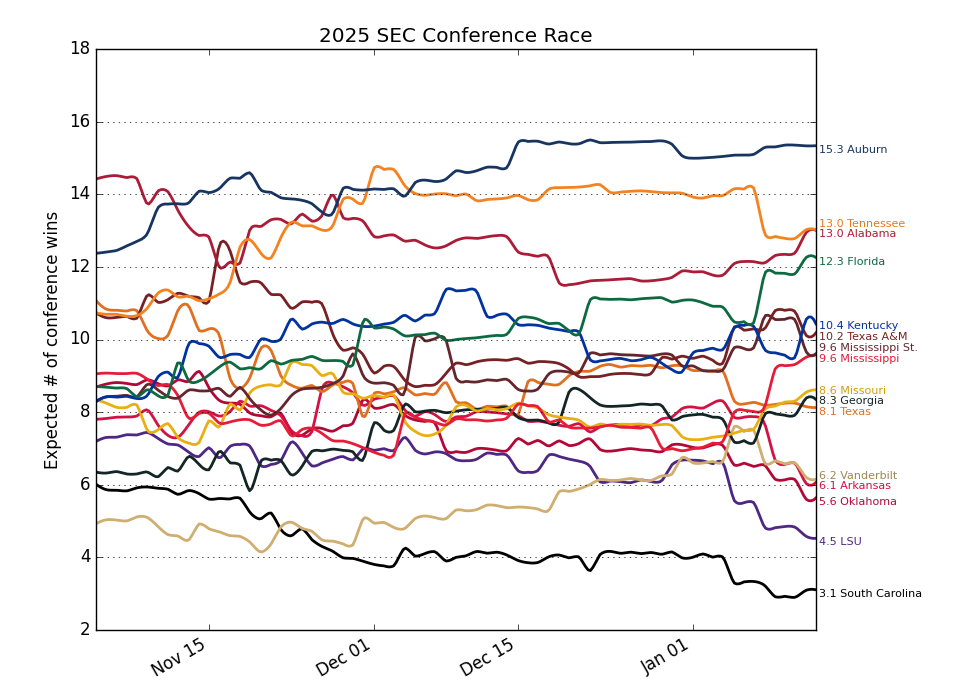 2025 SEC Conference Race
Expected # of conference wins
18
16
14
12
10
8
6
4
2
Nov 15
Dec 01
Dec 15
Jan 01
15.3 Auburn
13.0 Tennessee
13.0 Alabama
12.3 Florida
10.4 Kentucky
10.2 Texas A&M
9.6 Mississippi St.
9.6 Mississippi
8.6 Missouri
8.3 Georgia
8.1 Texas
6.2 Vanderbilt
6.1 Arkansas
5.6 Oklahoma
4.5 LSU
3.1 South Carolina